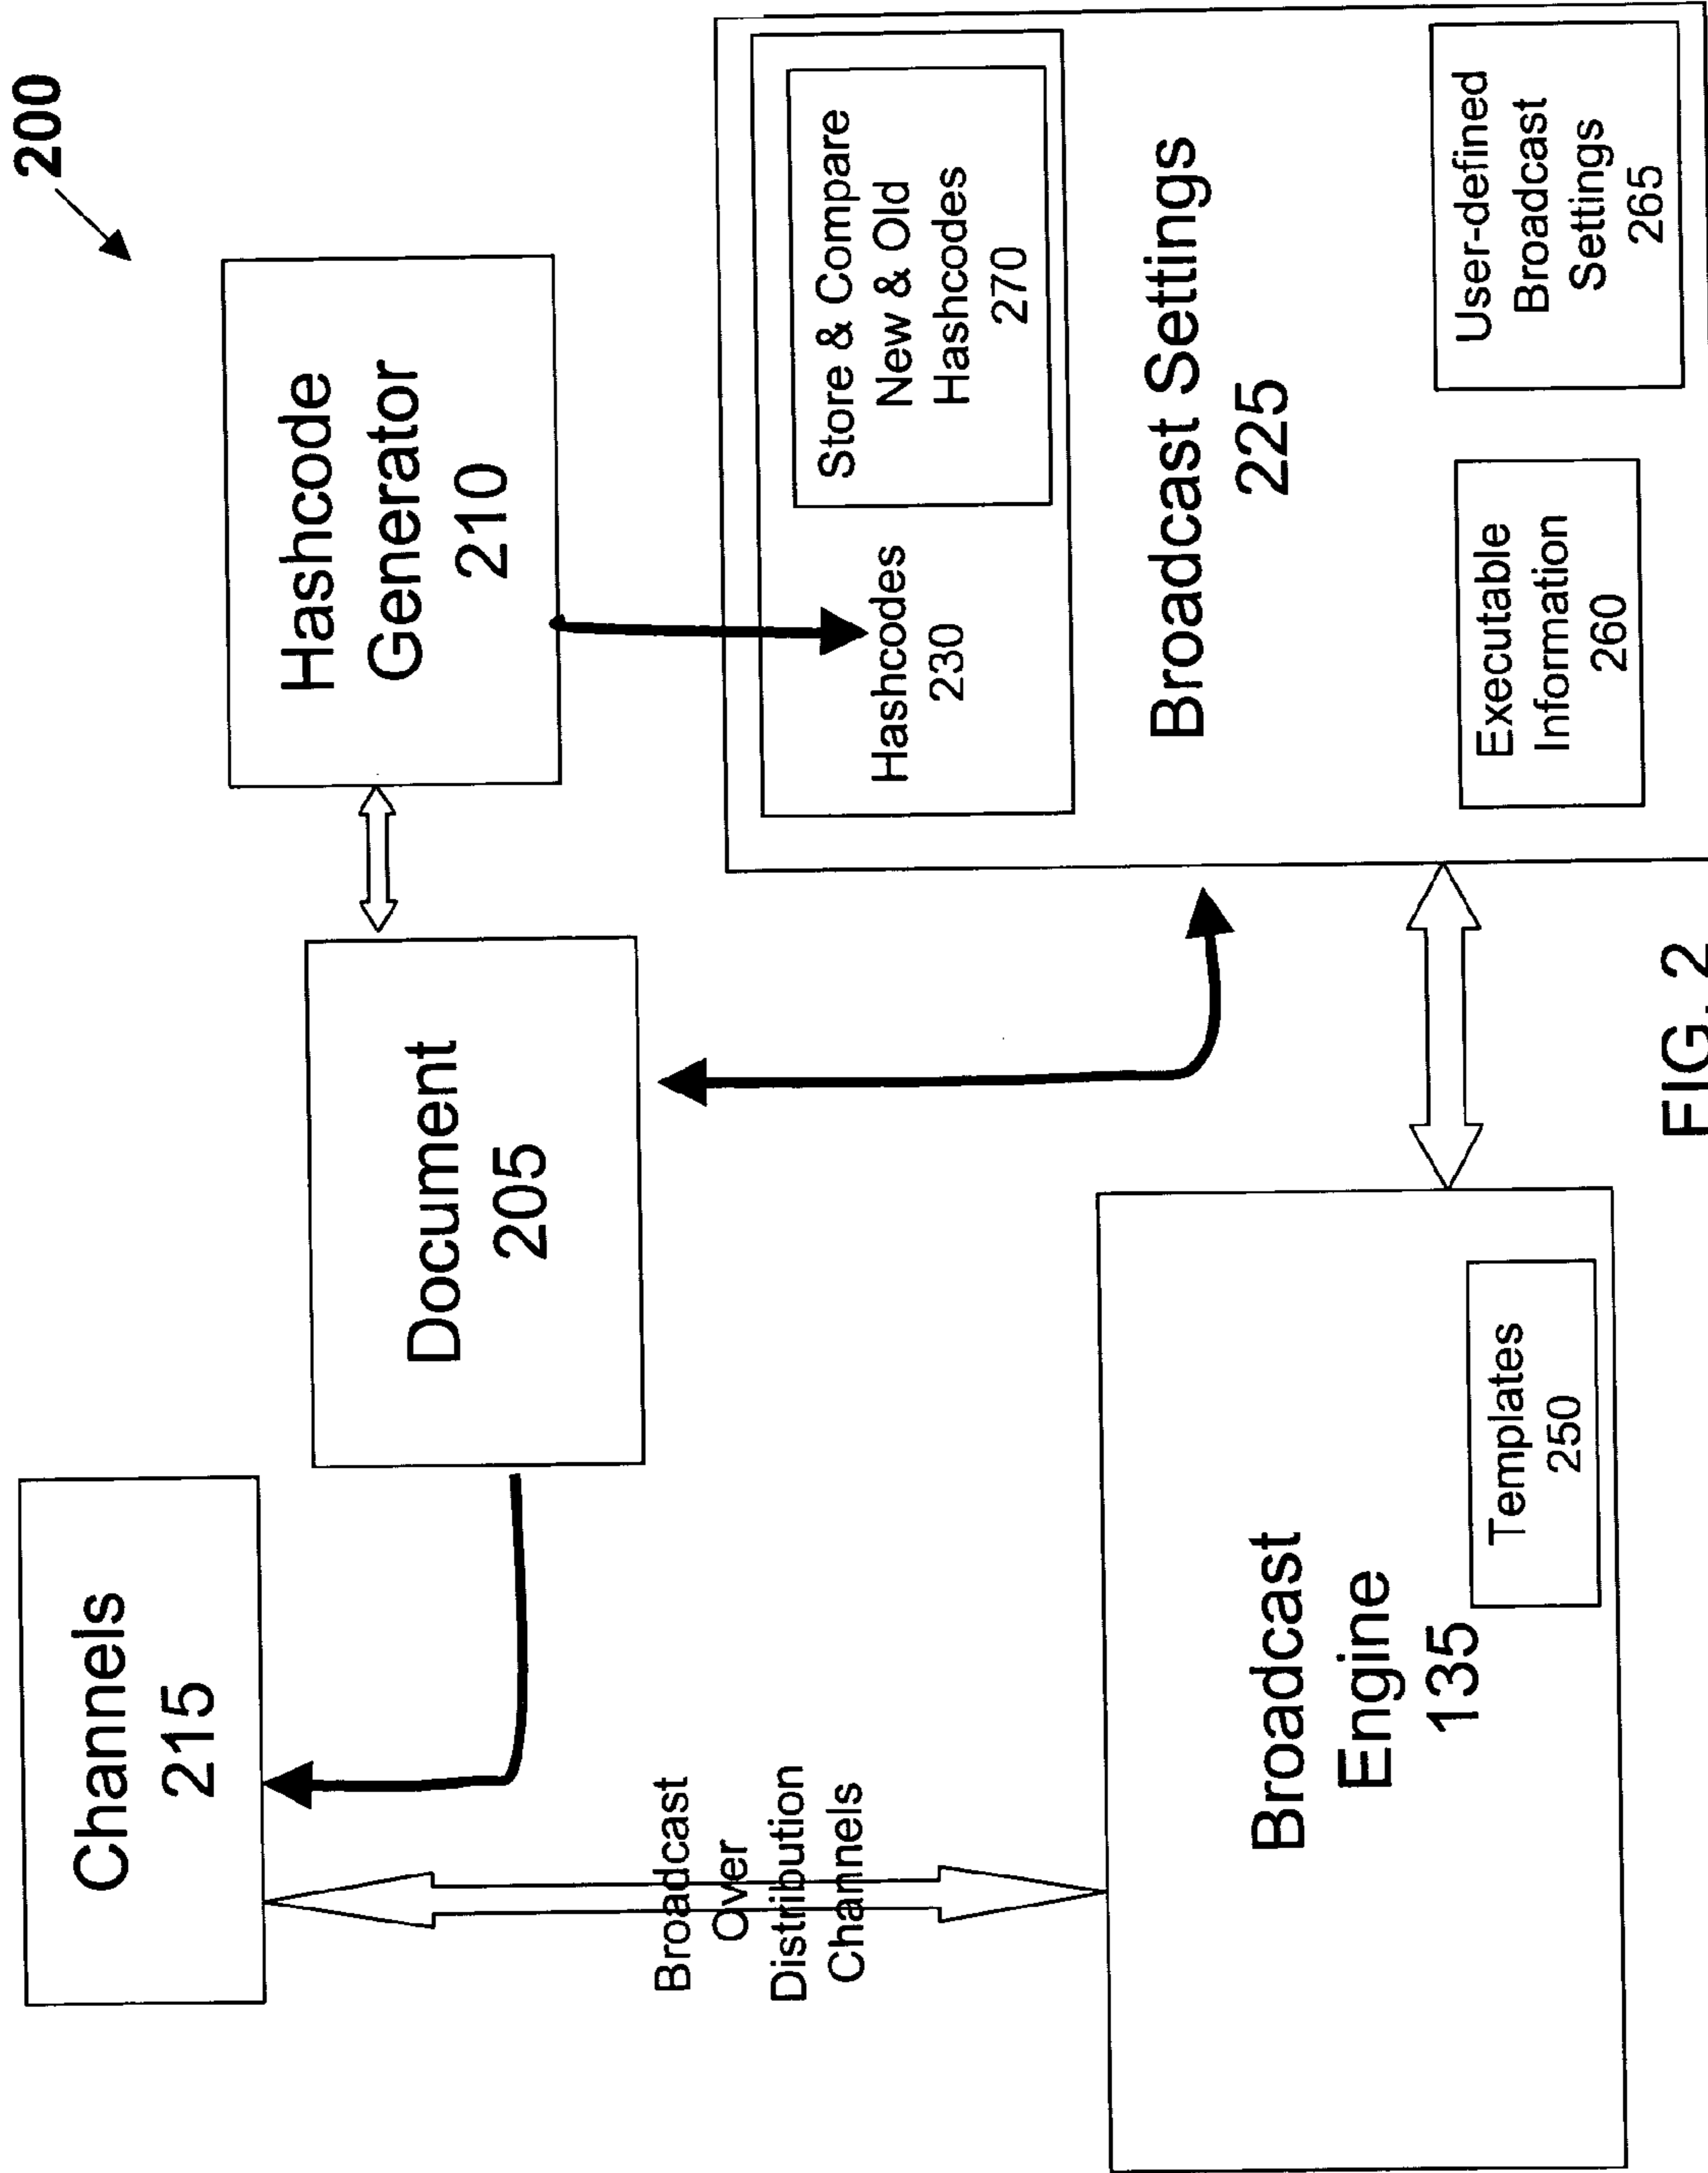 200
Channels
215
Document
205
Hashcode
Generator
210
Broadcast
Over
Distribution
Channels
Hashcodes
230
Store & Compare
New & Old
Hashcodes
270
Broadcast Settings
225
Broadcast
Engine
135
Templates
250
Executable
Information
260
User-defined
Broadcast
Settings
265
FIG. 2